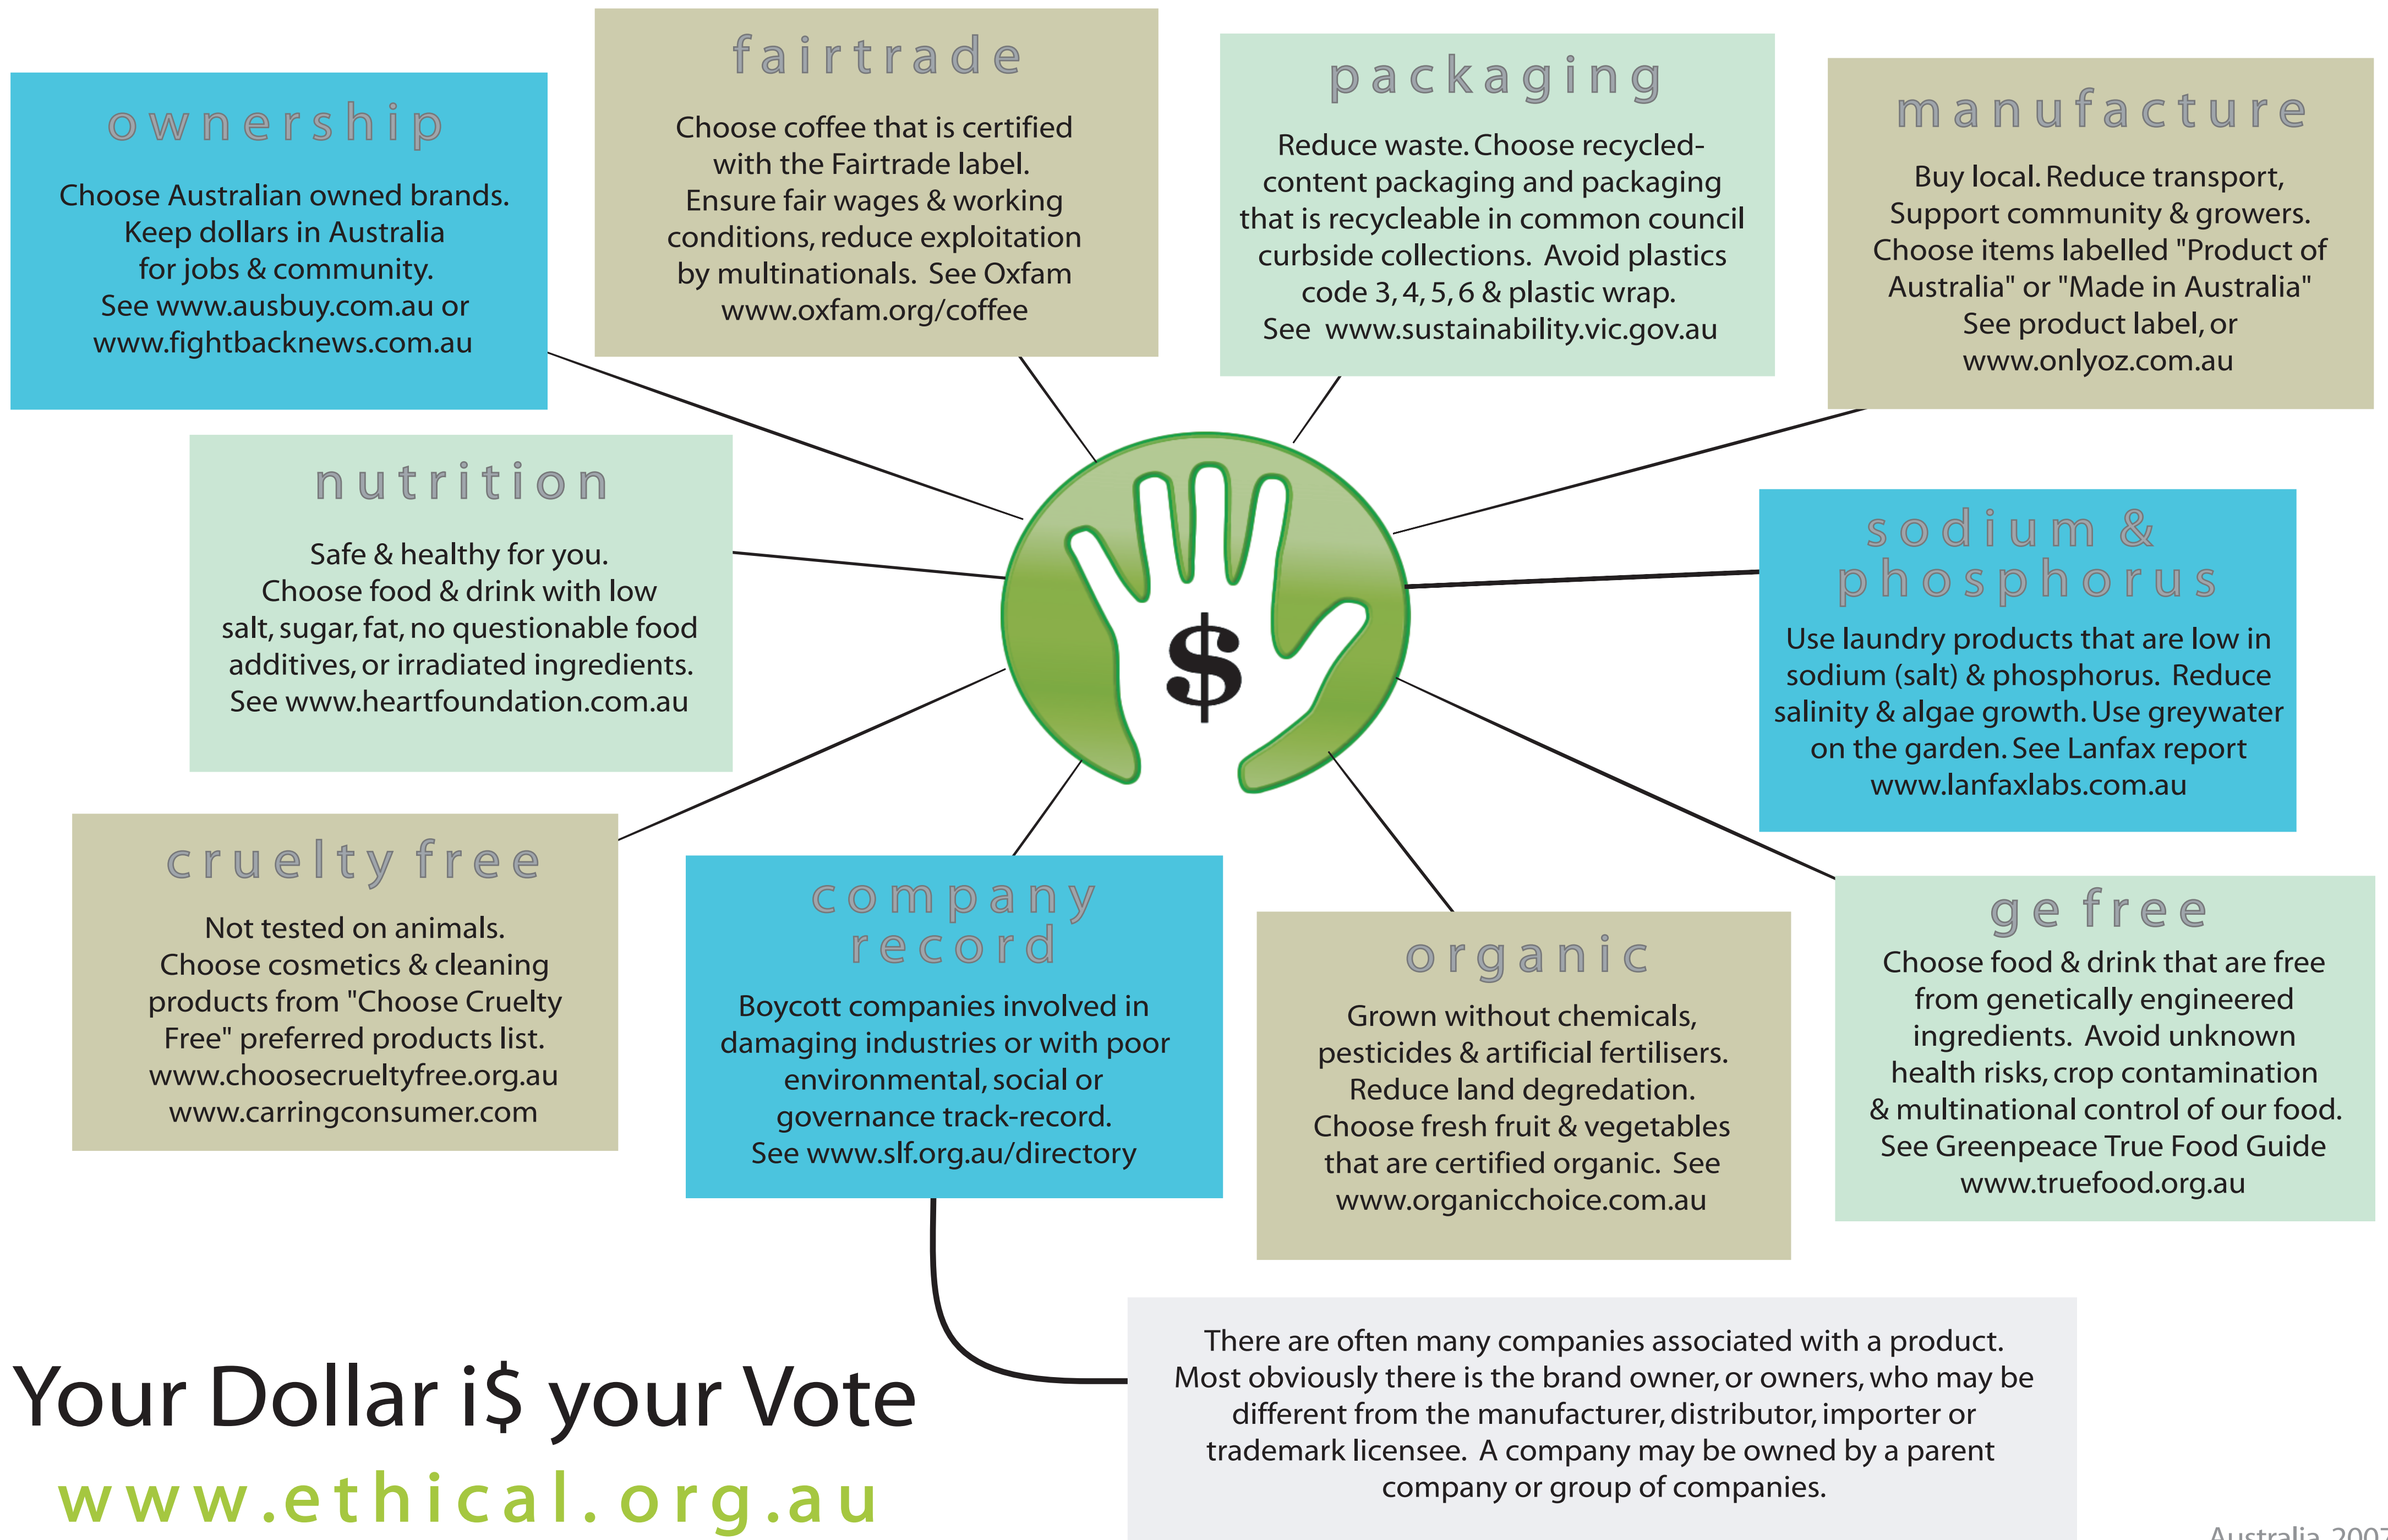 ownership
Choose Australian owned brands.
Keep dollars in Australia
for jobs & community.
See www.ausbuy.com.au or
www.fightbacknews.com.au
fairtrade
Choose coffee that is certified
with the Fairtrade label.
Ensure fair wages & working
conditions, reduce exploitation
by multinationals. See Oxfam
www.oxfam.org/coffee
packaging
Reduce waste. Choose recycled-
content packaging and packaging
that is recycleable in common council
curbside collections. Avoid plastics
code 3, 4, 5, 6 & plastic wrap.
See www.sustainability.vic.gov.au
manufacture
Buy local. Reduce transport,
Support community & growers.
Choose items labelled "Product of
Australia" or "Made in Australia"
See product label, or
www.onlyoz.com.au
nutrition
Safe & healthy for you.
Choose food & drink with low
salt, sugar, fat, no questionable food
additives, or irradiated ingredients.
See www.heartfoundation.com.au
$
sodium &
phosphorus
Use laundry products that are low in
sodium (salt) & phosphorus. Reduce
salinity & algae growth. Use greywater
on the garden. See Lanfax report
www.lanfaxlabs.com.au
cruelty free
Not tested on animals.
Choose cosmetics & cleaning
products from "Choose Cruelty
Free" preferred products list.
www.choosecrueltyfree.org.au
www.carringconsumer.com
company
record
Boycott companies involved in
damaging industries or with poor
environmental, social or
governance track-record.
See www.slf.org.au/directory
organic
Grown without chemicals,
pesticides & artificial fertilisers.
Reduce land degredation.
Choose fresh fruit & vegetables
that are certified organic. See
www.organicchoice.com.au
ge free
Choose food & drink that are free
from genetically engineered
ingredients. Avoid unknown
health risks, crop contamination
& multinational control of our food.
See Greenpeace True Food Guide
www.truefood.org.au
There are often many companies associated with a product.
Most obviously there is the brand owner, or owners, who may be
different from the manufacturer, distributor, importer or
trademark licensee. A company may be owned by a parent
company or group of companies.
Your Dollar i$ your Vote
www.ethical.org.au
Australia, 2007